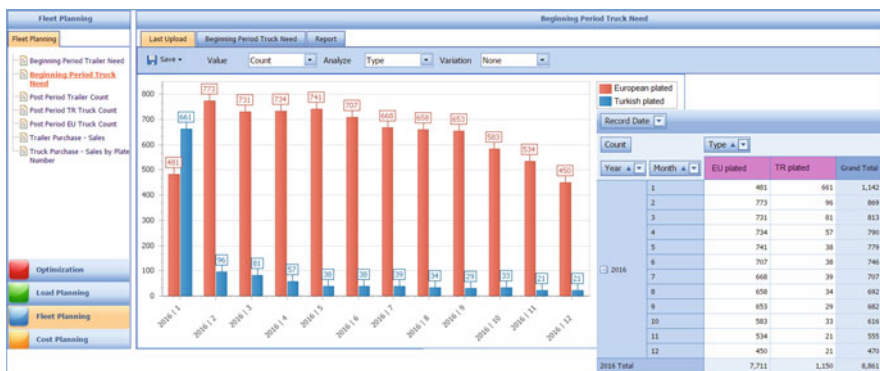 Fleet Planning
Beginning Period Truck Need
Fleet Planning
Beginning Period Trailer Need
Beginning Period Truck
Need
Post Period Trailer Count
Post Period TR Truck Count
Post Period EU Truck Count
Trailer Purchase - Sales
Truck Purchase - Sales by Plate
Number
Optimization
Load Planning
Fleet Planning
Cost Planning
Last Upload Beginning Period Truck Need Report
Save Value Count Analyze Type Variation None
800
700
600
500
400
300
200
100
0
481 661 773 96 731 81 734 57 741 38 707 38 668 39 658 34 653 29 583 33 534 21 450 21
2016 | 1 2016 | 2 2016 | 3 2016 | 4 2016 | 5 2016 | 6 2016 | 7 2016 | 8 2016 | 9 2016 | 10 2016 | 11 2016 | 12
European plated
Turkish plated
Record Date
Count Type
Year Month EU plated TR plated Grand Total
2016
1 481 661 1,142
2 773 96 869
3 731 81 813
4 734 57 790
5 741 38 779
6 707 38 746
7 668 39 707
8 658 34 692
9 653 29 682
10 583 33 616
11 534 21 555
12 450 21 470
2016 Total 7,711 1,150 8,861